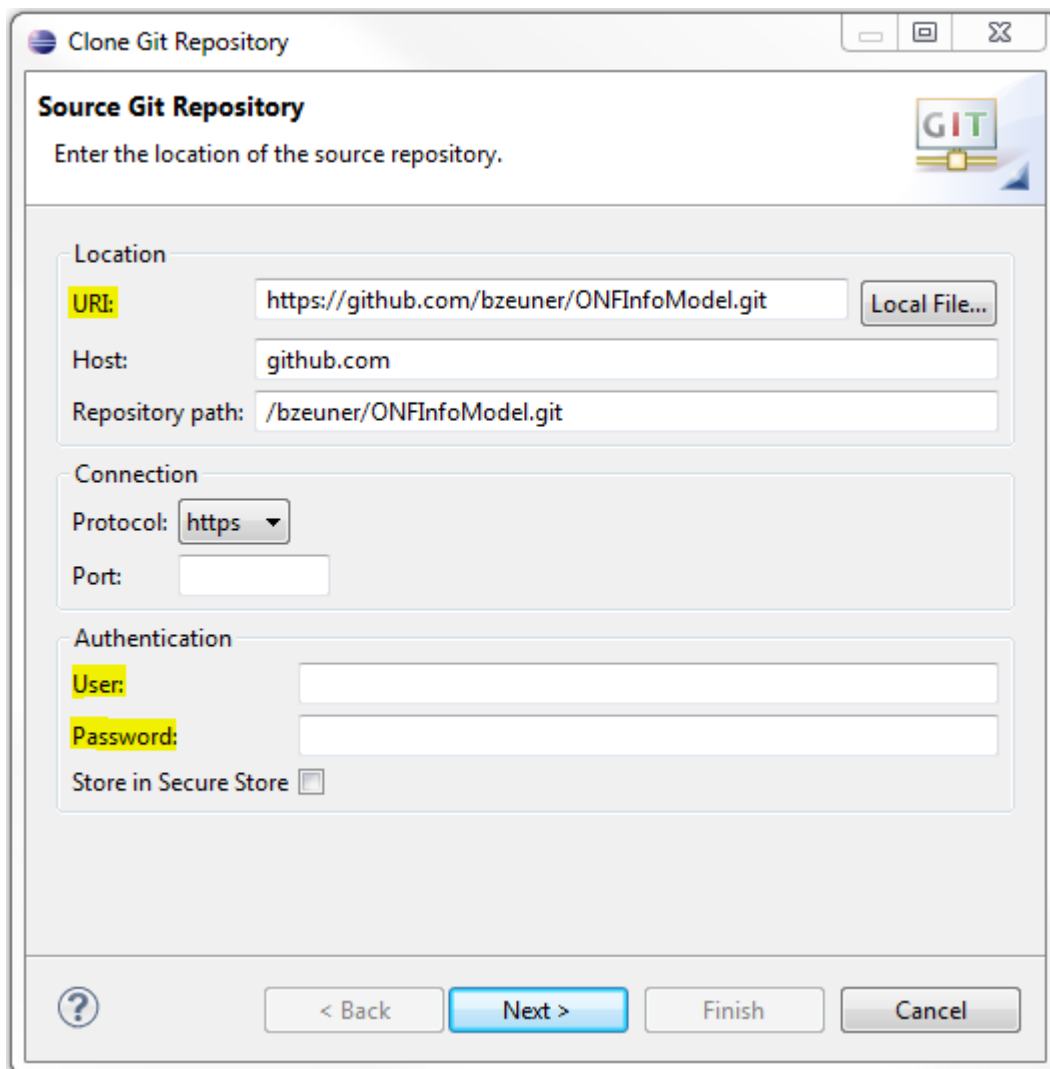 Clone Git Repository
Source Git Repository
Enter the location of the source repository.
GIT
Location
URI: https://github.com/bzeuner/ONFInfoModel.git Local File...
Host: github.com
Repository path: /bzeuner/ONFInfoModel.git
Connection
Protocol: https
Port:
Authentication
User:
Password:
Store in Secure Store
? < Back Next > Finish Cancel